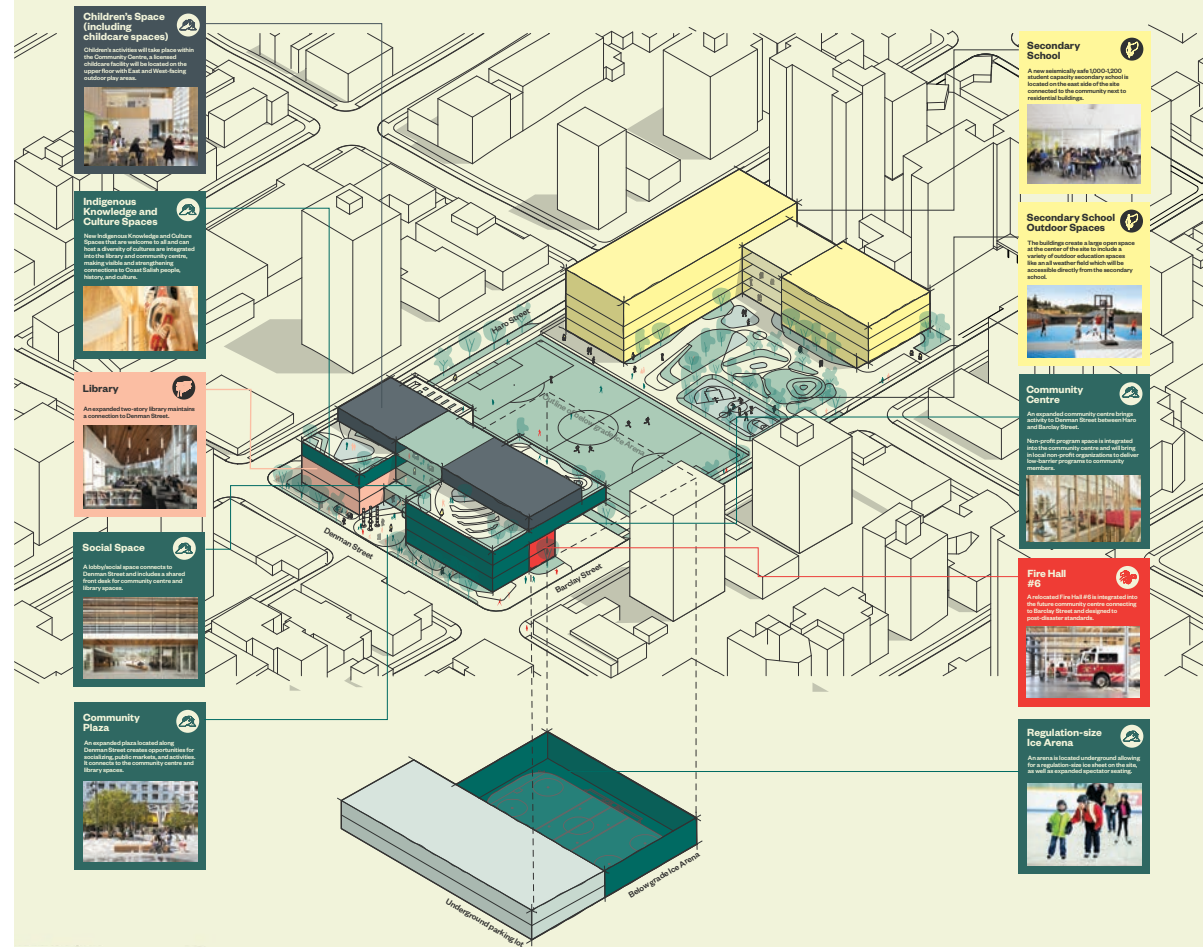 Children's Space
(including
childcare spaces)
Children's activities will take place within
the Community Centre, a licensed
childcare facility will be located on the
upper floor with East and West-facing
outdoor play areas.
Indigenous
Knowledge and
Culture Spaces
New Indigenous Knowledge and Culture
Spaces that are welcome to all and can
host a diversity of cultures are integrated
into the library and community centre,
making visible and strengthening
connections to Coast Salish people,
history, and culture.
Library
An expanded two-story library maintains
a connection to Denman Street.
Social Space
A lobby/social space connects to
Denman Street and includes a shared
front desk for community centre and
library spaces.
Community
Plaza
An expanded plaza located along
Denman Street creates opportunities for
socializing, public markets, and activities.
It connects to the community centre and
library spaces.
Haro Street
Outline of below grade Ice Arena
Denman Street
Barclay Street
Underground parking lot
Below grade Ice Arena
Secondary
School
A new seismically safe 1,000-1,200
student capacity secondary school is
located on the east side of the site
connected to the community next to
residential buildings.
Secondary School
Outdoor Spaces
The buildings create a large open space
at the center of the site to include a
variety of outdoor education spaces
like an all weather field which will be
accessible directly from the secondary
school.
Community
Centre
An expanded community centre brings
activity to Denman Street between Haro
and Barclay Street.
Non-profit program space is integrated
into the community centre and will bring
in local non-profit organizations to deliver
low-barrier programs to community
members.
Fire Hall
#6
A relocated Fire Hall #6 is integrated into
the future community centre connecting
to Barclay Street and designed to
post-disaster standards.
Regulation-size
Ice Arena
An arena is located underground allowing
for a regulation-size ice sheet on the site,
as well as expanded spectator seating.